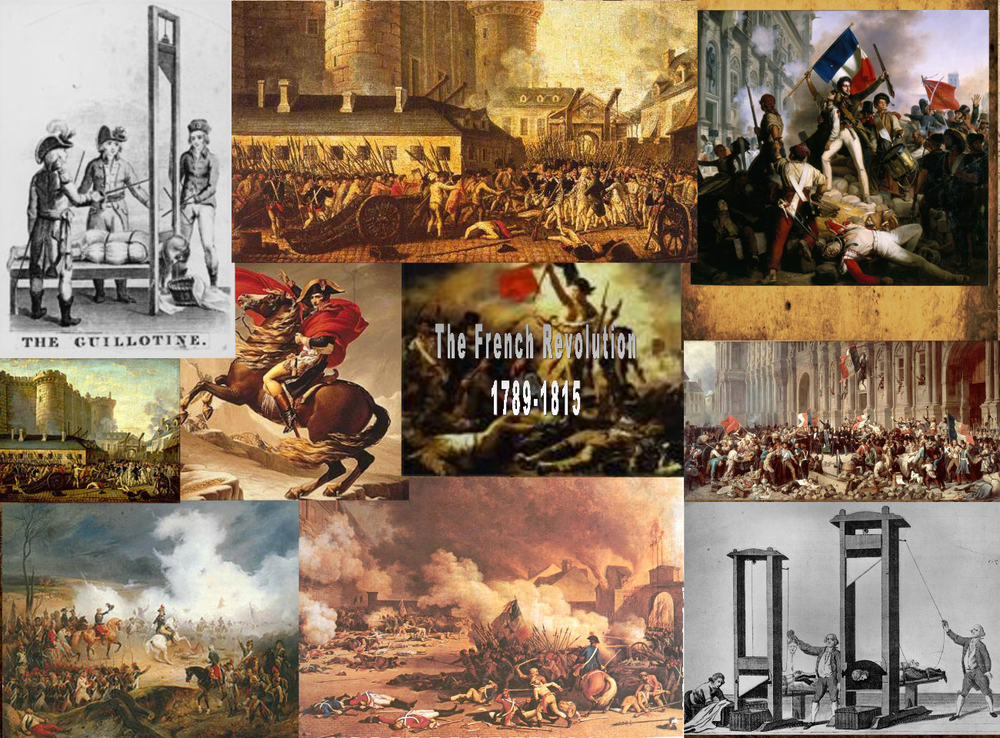 THE GUILLOTINE.
The French Revolution
1789-1815